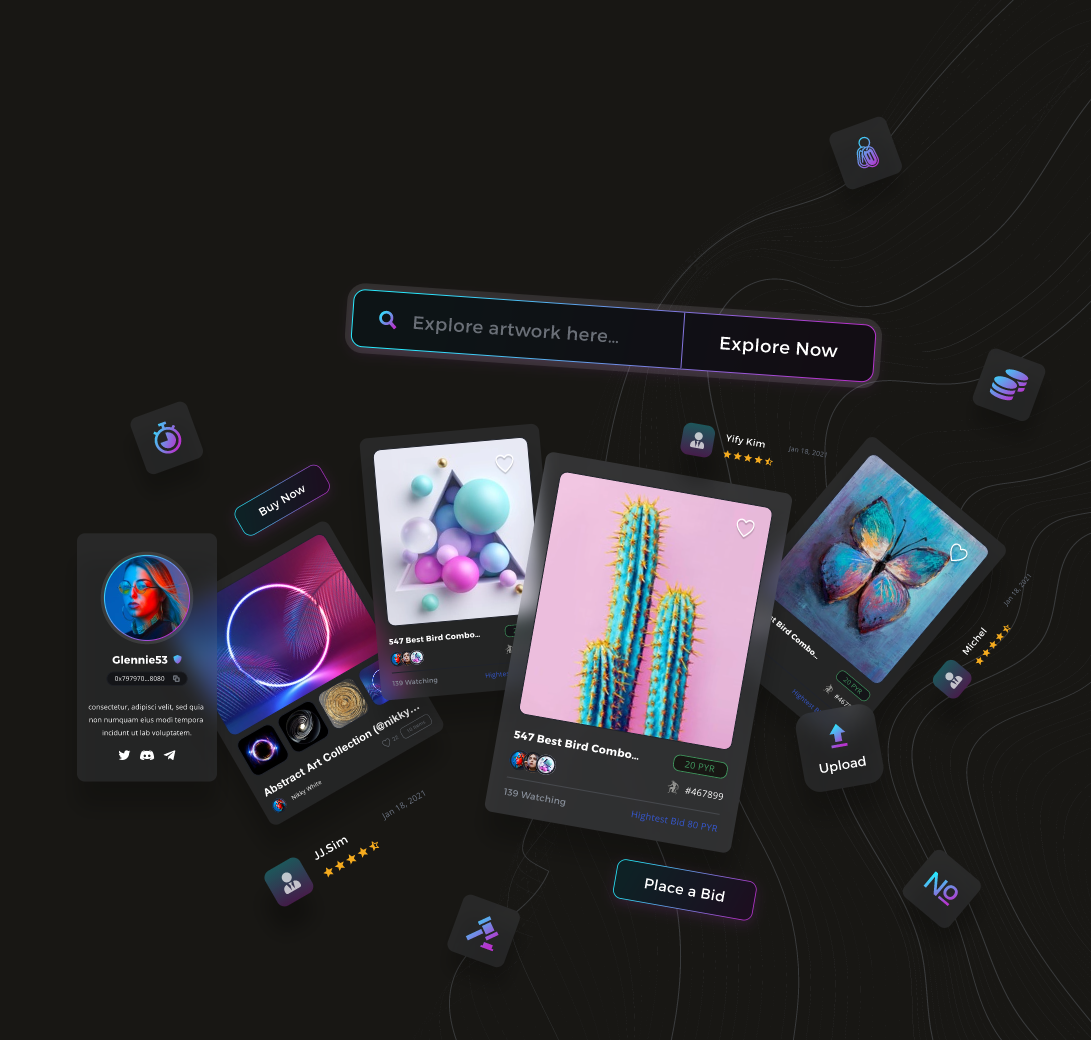 Explore artwork here...
Explore Now
Yify Kim
Jan 18, 2021
Buy Now
547 Best Bird Combo...
139 Watching
Glennie53
0x797970...8080
consectetur, adipisci velit, sed quia
non numquam eius modi tempora
incidunt ut lab voluptatem.
Abstract Art Collection (@nikky...
Nikky White
547 Best Bird Combo...
20 PYR
#467899
139 Watching
Hightest Bid 80 PYR
Combo...
20 PYR
Jan 18, 2021
Michel
Upload
Jan 18, 2021
JJ.Sim
Place a Bid
No